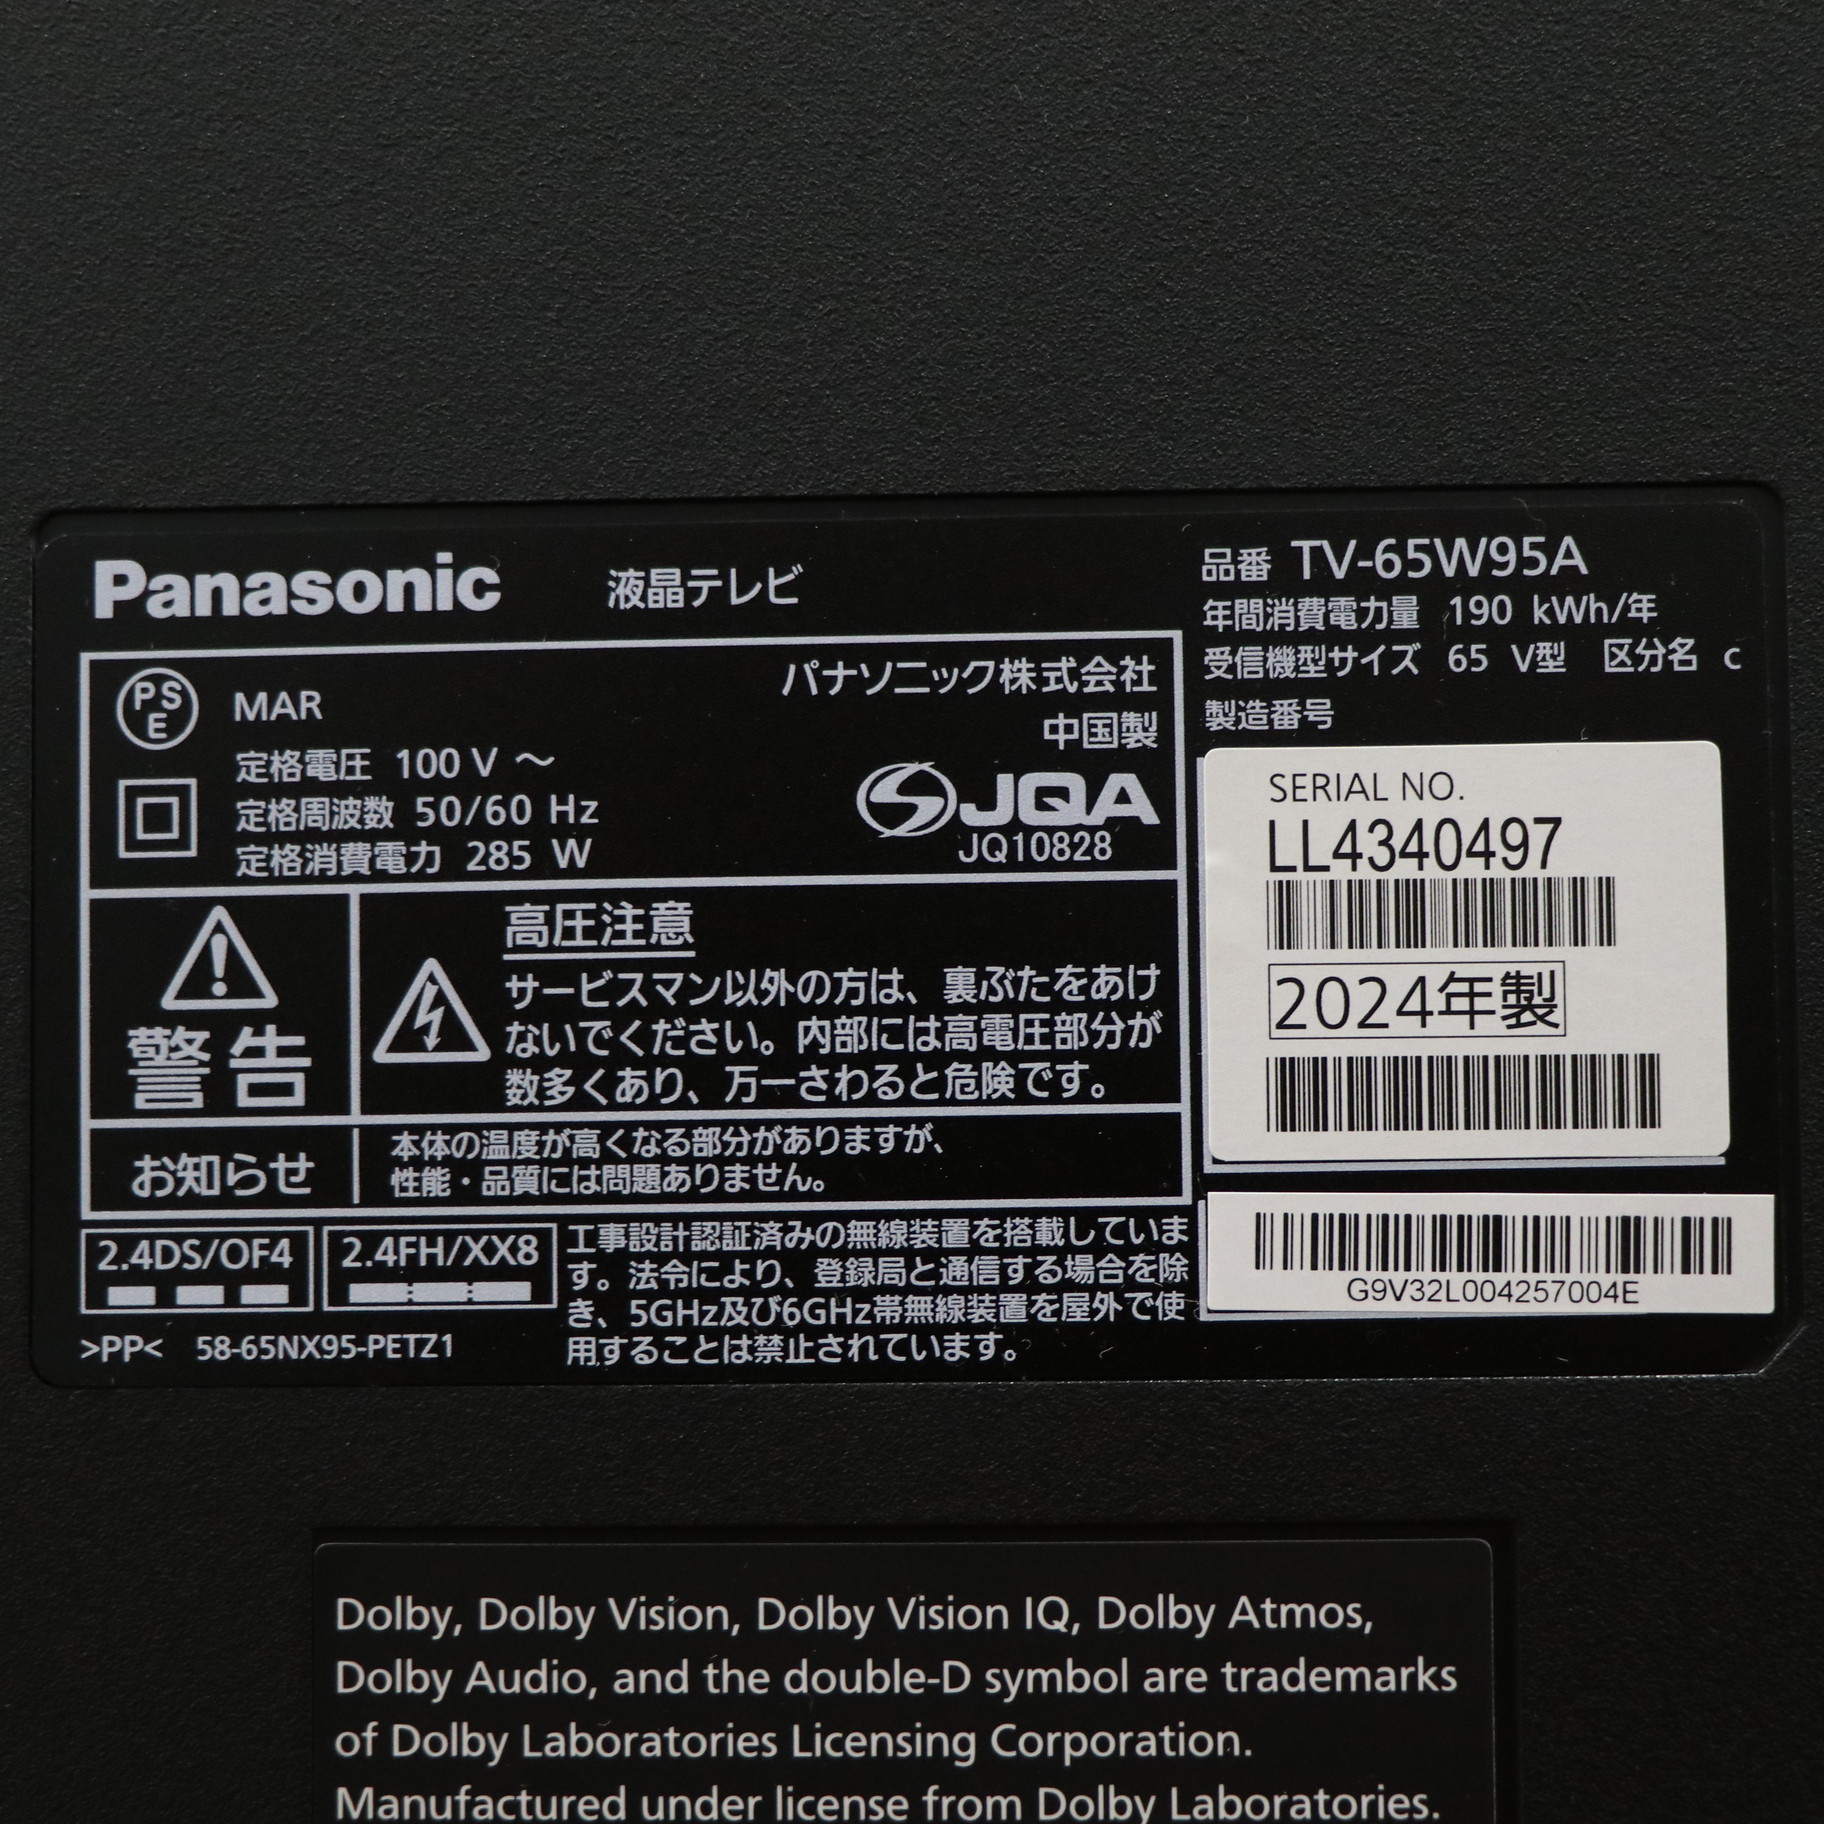 Panasonic 液晶テレビ
PSE MAR
定格電圧 100 V ～
定格周波数 50/60 Hz
定格消費電力 285 W
パナソニック株式会社
中国製
JQA
JQ10828
警告
高圧注意
サービスマン以外の方は、裏ぶたをあけ
ないでください。内部には高電圧部分が
数多くあり、万一さわると危険です。
お知らせ
本体の温度が高くなる部分がありますが、
性能・品質には問題ありません。
2.4DS/OF4
2.4FH/XX8
工事設計認証済みの無線装置を搭載していま
す。法令により、登録局と通信する場合を除
き、5GHz及び6GHz帯無線装置を屋外で使
用することは禁止されています。
>PP< 58-65NX95-PETZ1
品番 TV-65W95A
年間消費電力量 190 kWh/年
受信機型サイズ 65 V型 区分名 c
製造番号
SERIAL NO.
LL4340497
2024年製
G9V32L004257004E
Dolby, Dolby Vision, Dolby Vision IQ, Dolby Atmos,
Dolby Audio, and the double-D symbol are trademarks
of Dolby Laboratories Licensing Corporation.
Manufactured under license from Dolby Laboratories.